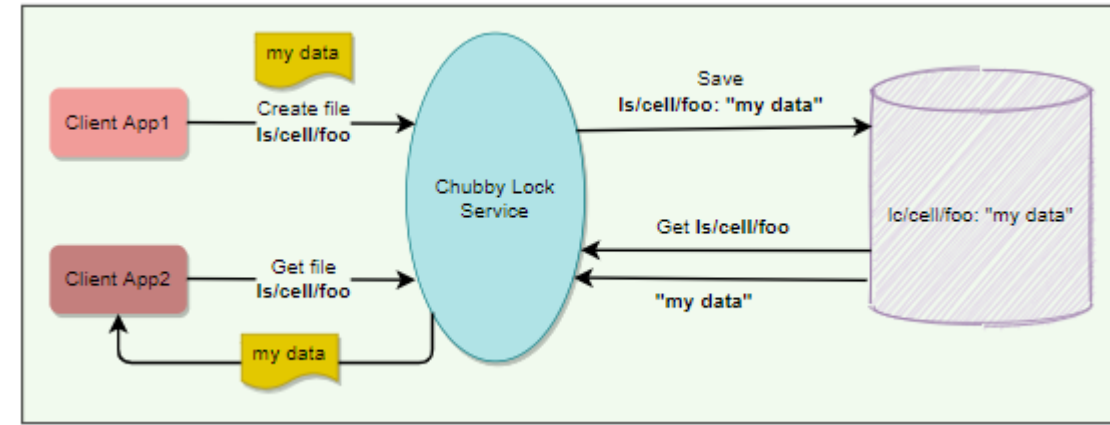 my data
Client App1
Create file
ls/cell/foo
Save
ls/cell/foo: "my data"
Chubby Lock
Service
lc/cell/foo: "my data"
Get ls/cell/foo
Client App2
Get file
ls/cell/foo
"my data"
my data